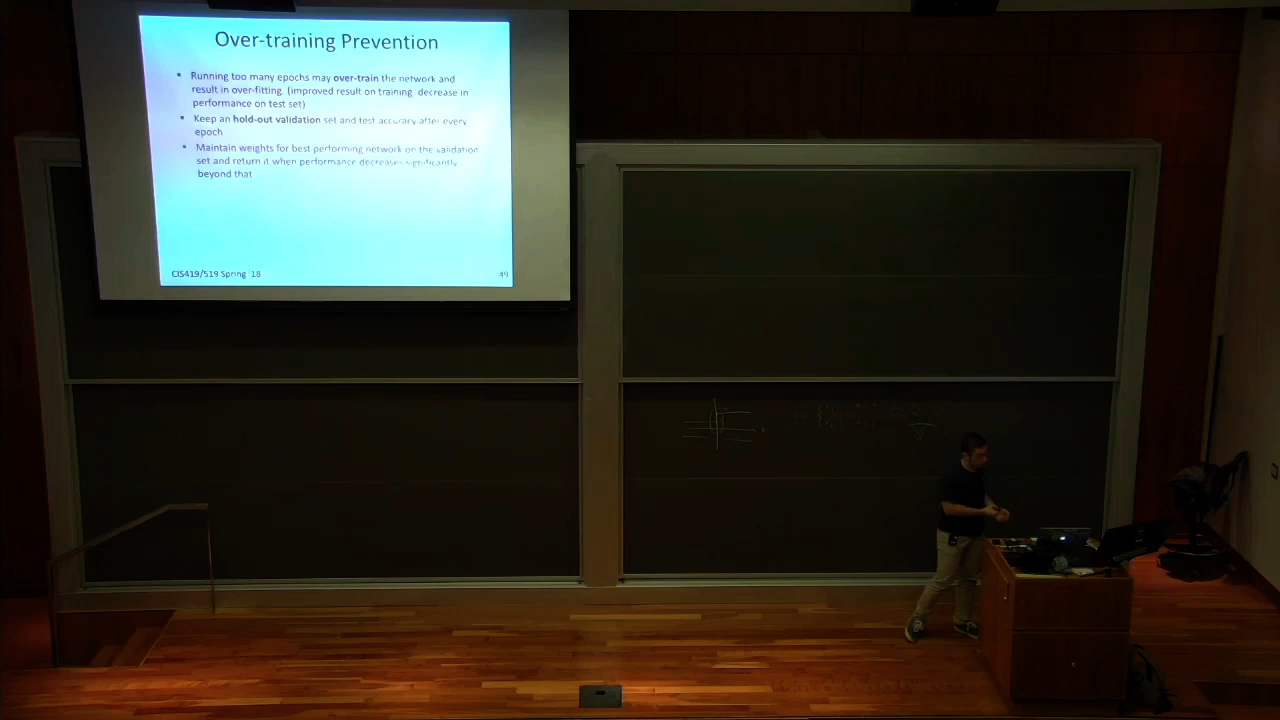 Over-training Prevention
Running too many epochs may over-train the network and
result in over-fitting. (improved result on training, decrease in
performance on test set)
Keep an hold-out validation set and test accuracy after every
epoch
Maintain weights for best performing network on the validation
set and return it when performance decreases significantly
beyond that
CIS419/519 Spring '18
49